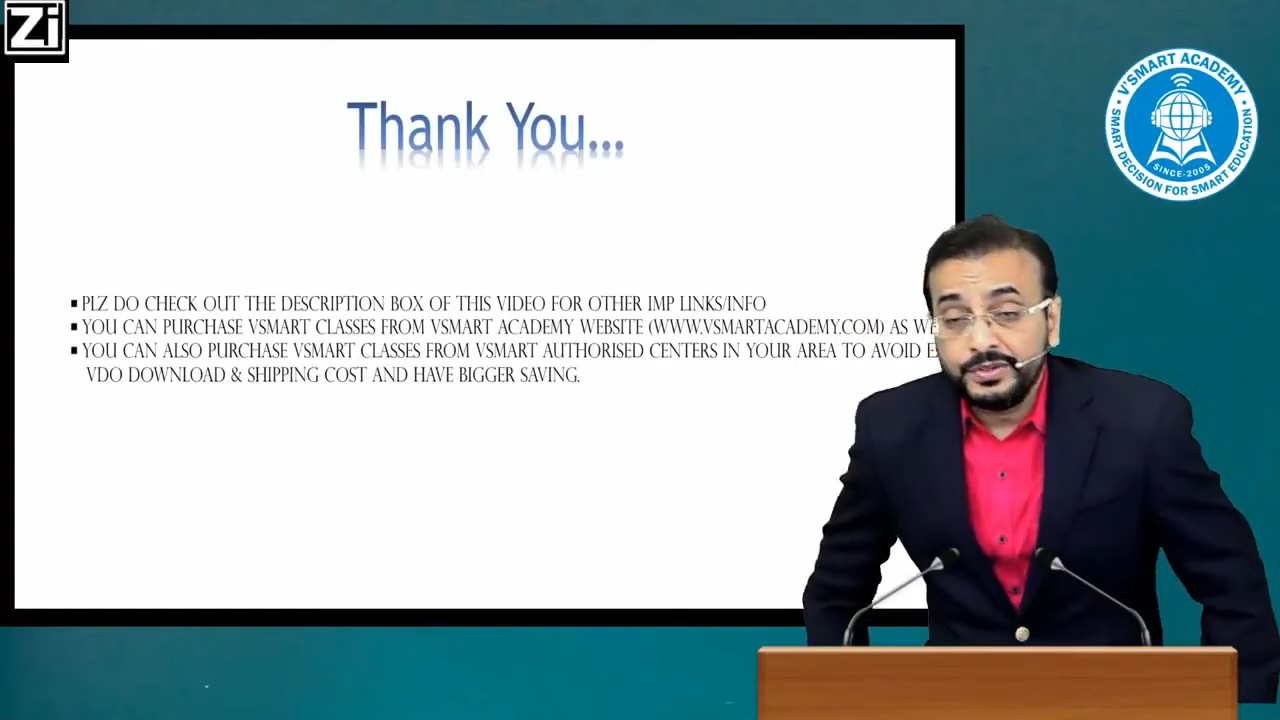 Zi
V'SMART ACADEMY
SMART DECISION FOR SMART EDUCATION
SINCE-2005
Thank You...
▪ PLZ DO CHECK OUT THE DESCRIPTION BOX OF THIS VIDEO FOR OTHER IMP LINKS/INFO
▪ YOU CAN PURCHASE VSMART CLASSES FROM VSMART ACADEMY WEBSITE (WWW.VSMARTACADEMY.COM) AS
▪ YOU CAN ALSO PURCHASE VSMART CLASSES FROM VSMART AUTHORISED CENTERS IN YOUR AREA TO AVOID
VDO DOWNLOAD & SHIPPING COST AND HAVE BIGGER SAVING.